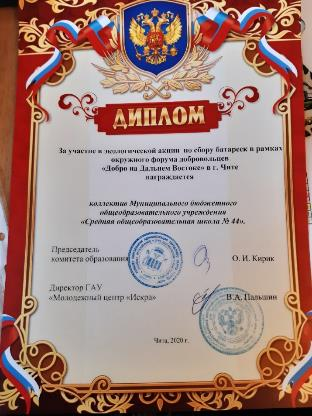 ДИПЛОМ
За участие в экологической акции по сбору батареек в рамках
окружного форума добровольцев
«Добро на Дальнем Востоке» в г. Чите
награждается
коллектив Муниципального бюджетного
общеобразовательного учреждения
«Средняя общеобразовательная школа № 44».
Председатель
комитета образования
О. И. Кирик
Директор ГАУ
«Молодежный центр «Искра»
В.А. Пальшин
Чита, 2020 г.